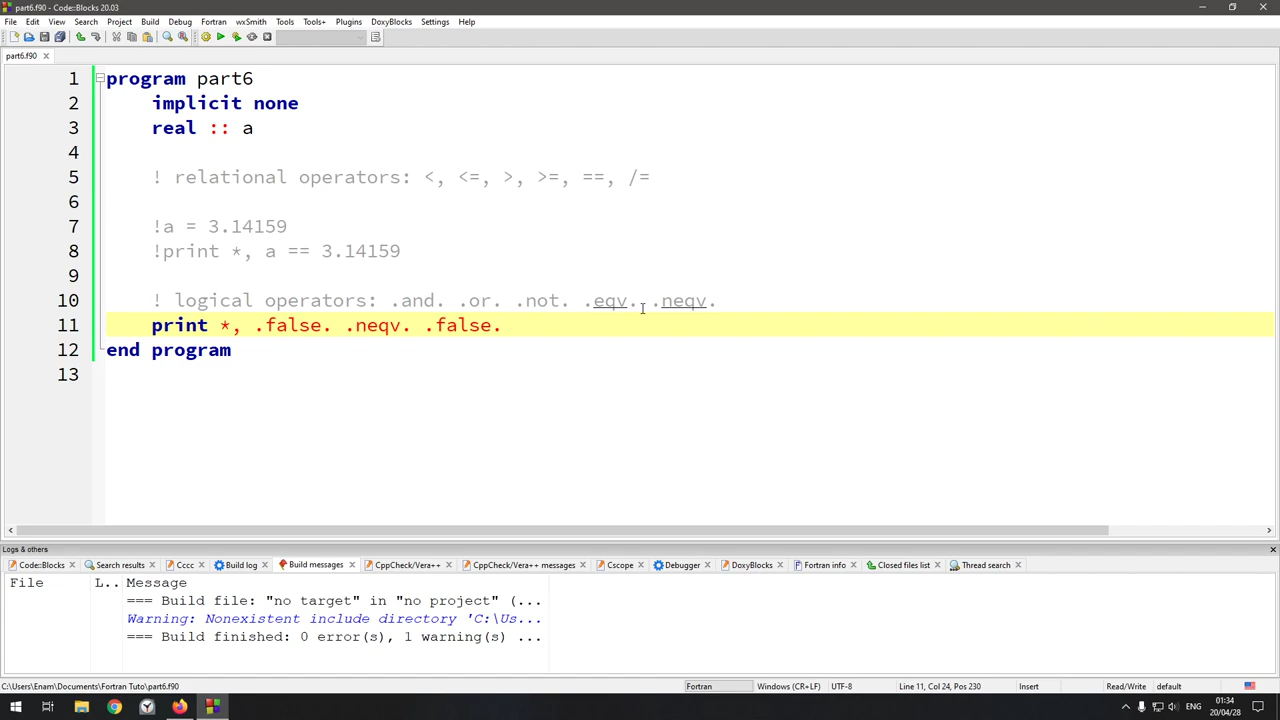 part6.f90 - Code::Blocks 20.03
File Edit View Search Project Build Debug Fortran wxSmith Tools Tools+ Plugins DoxyBlocks Settings Help
part6.f90
1 program part6
2 implicit none
3 real :: a
4
5 ! relational operators: <, <=, >, >=, ==, /=
6
7 !a = 3.14159
8 !print *, a == 3.14159
9
10 ! logical operators: .and. .or. .not. .eqv. .neqv.
11 print *, .false. .neqv. .false.
12 end program
13
Logs & others
Code::Blocks Search results Cccc Build log Build messages CppCheck/Vera++ CppCheck/Vera++ messages Cscope Debugger DoxyBlocks Fortran info Closed files list Thread search
File L.. Message
=== Build file: "no target" in "no project" (...
Warning: Nonexistent include directory 'C:\Us...
=== Build finished: 0 error(s), 1 warning(s) ...
C:\Users\Enam\Documents\Fortran Tuto\part6.f90 Fortran Windows (CR+LF) UTF-8 Line 11, Col 24, Pos 230 Insert Read/Write default
ENG 01:34
20/04/28